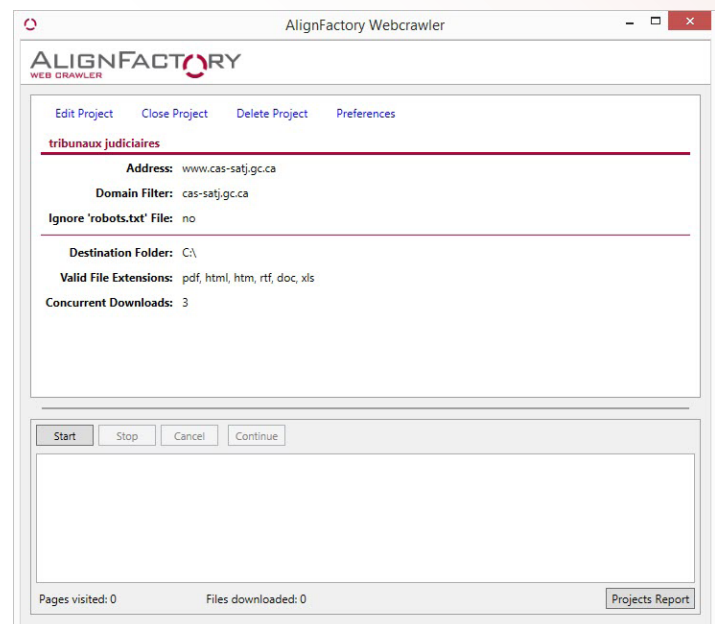 AlignFactory Webcrawler
ALIGNFACTORY
WEB CRAWLER
Edit Project Close Project Delete Project Preferences
tribunaux judiciaires
Address: www.cas-satj.gc.ca
Domain Filter: cas-satj.gc.ca
Ignore 'robots.txt' File: no
Destination Folder: C:\
Valid File Extensions: pdf, html, htm, rtf, doc, xls
Concurrent Downloads: 3
Start Stop Cancel Continue
Pages visited: 0 Files downloaded: 0 Projects Report